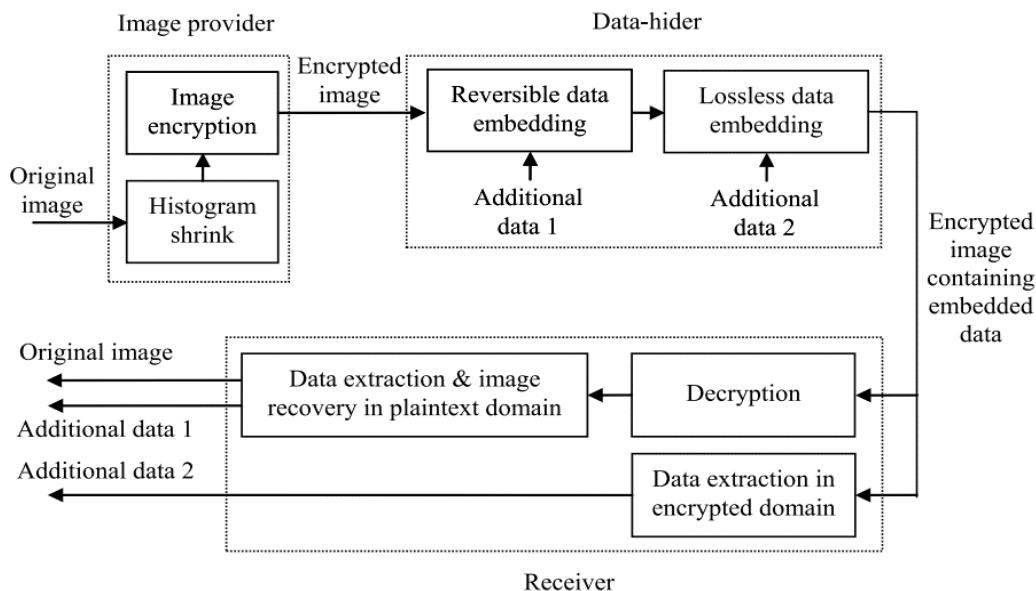 Image provider
Data-hider
Original
image
Histogram
shrink
Image
encryption
Encrypted
image
Reversible data
embedding
Additional
data 1
Lossless data
embedding
Additional
data 2
Encrypted
image
containing
embedded
data
Decryption
Data extraction & image
recovery in plaintext domain
Original image
Additional data 1
Data extraction in
encrypted domain
Additional data 2
Receiver